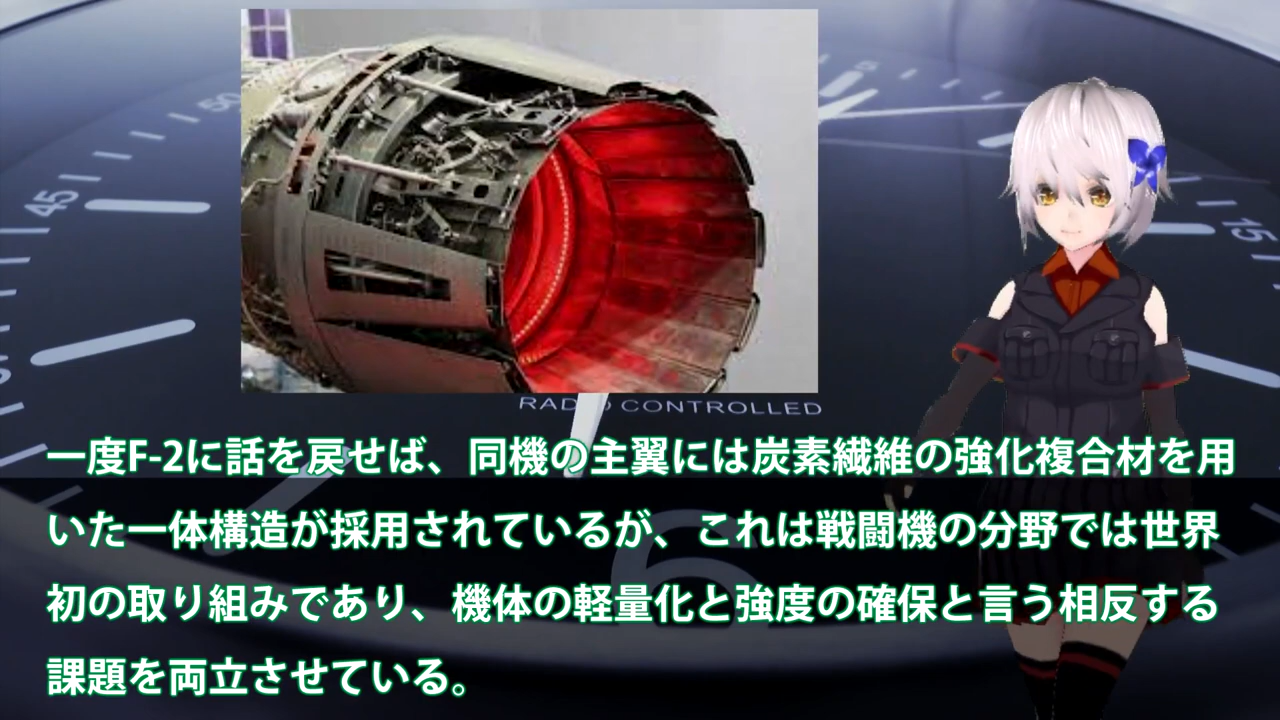 50
45
15
RADIO CONTROLLED
6
一度F-2に話を戻せば、同機の主翼には炭素繊維の強化複合材を用
いた一体構造が採用されているが、これは戦闘機の分野では世界
初の取り組みであり、機体の軽量化と強度の確保と言う相反する
課題を両立させている。